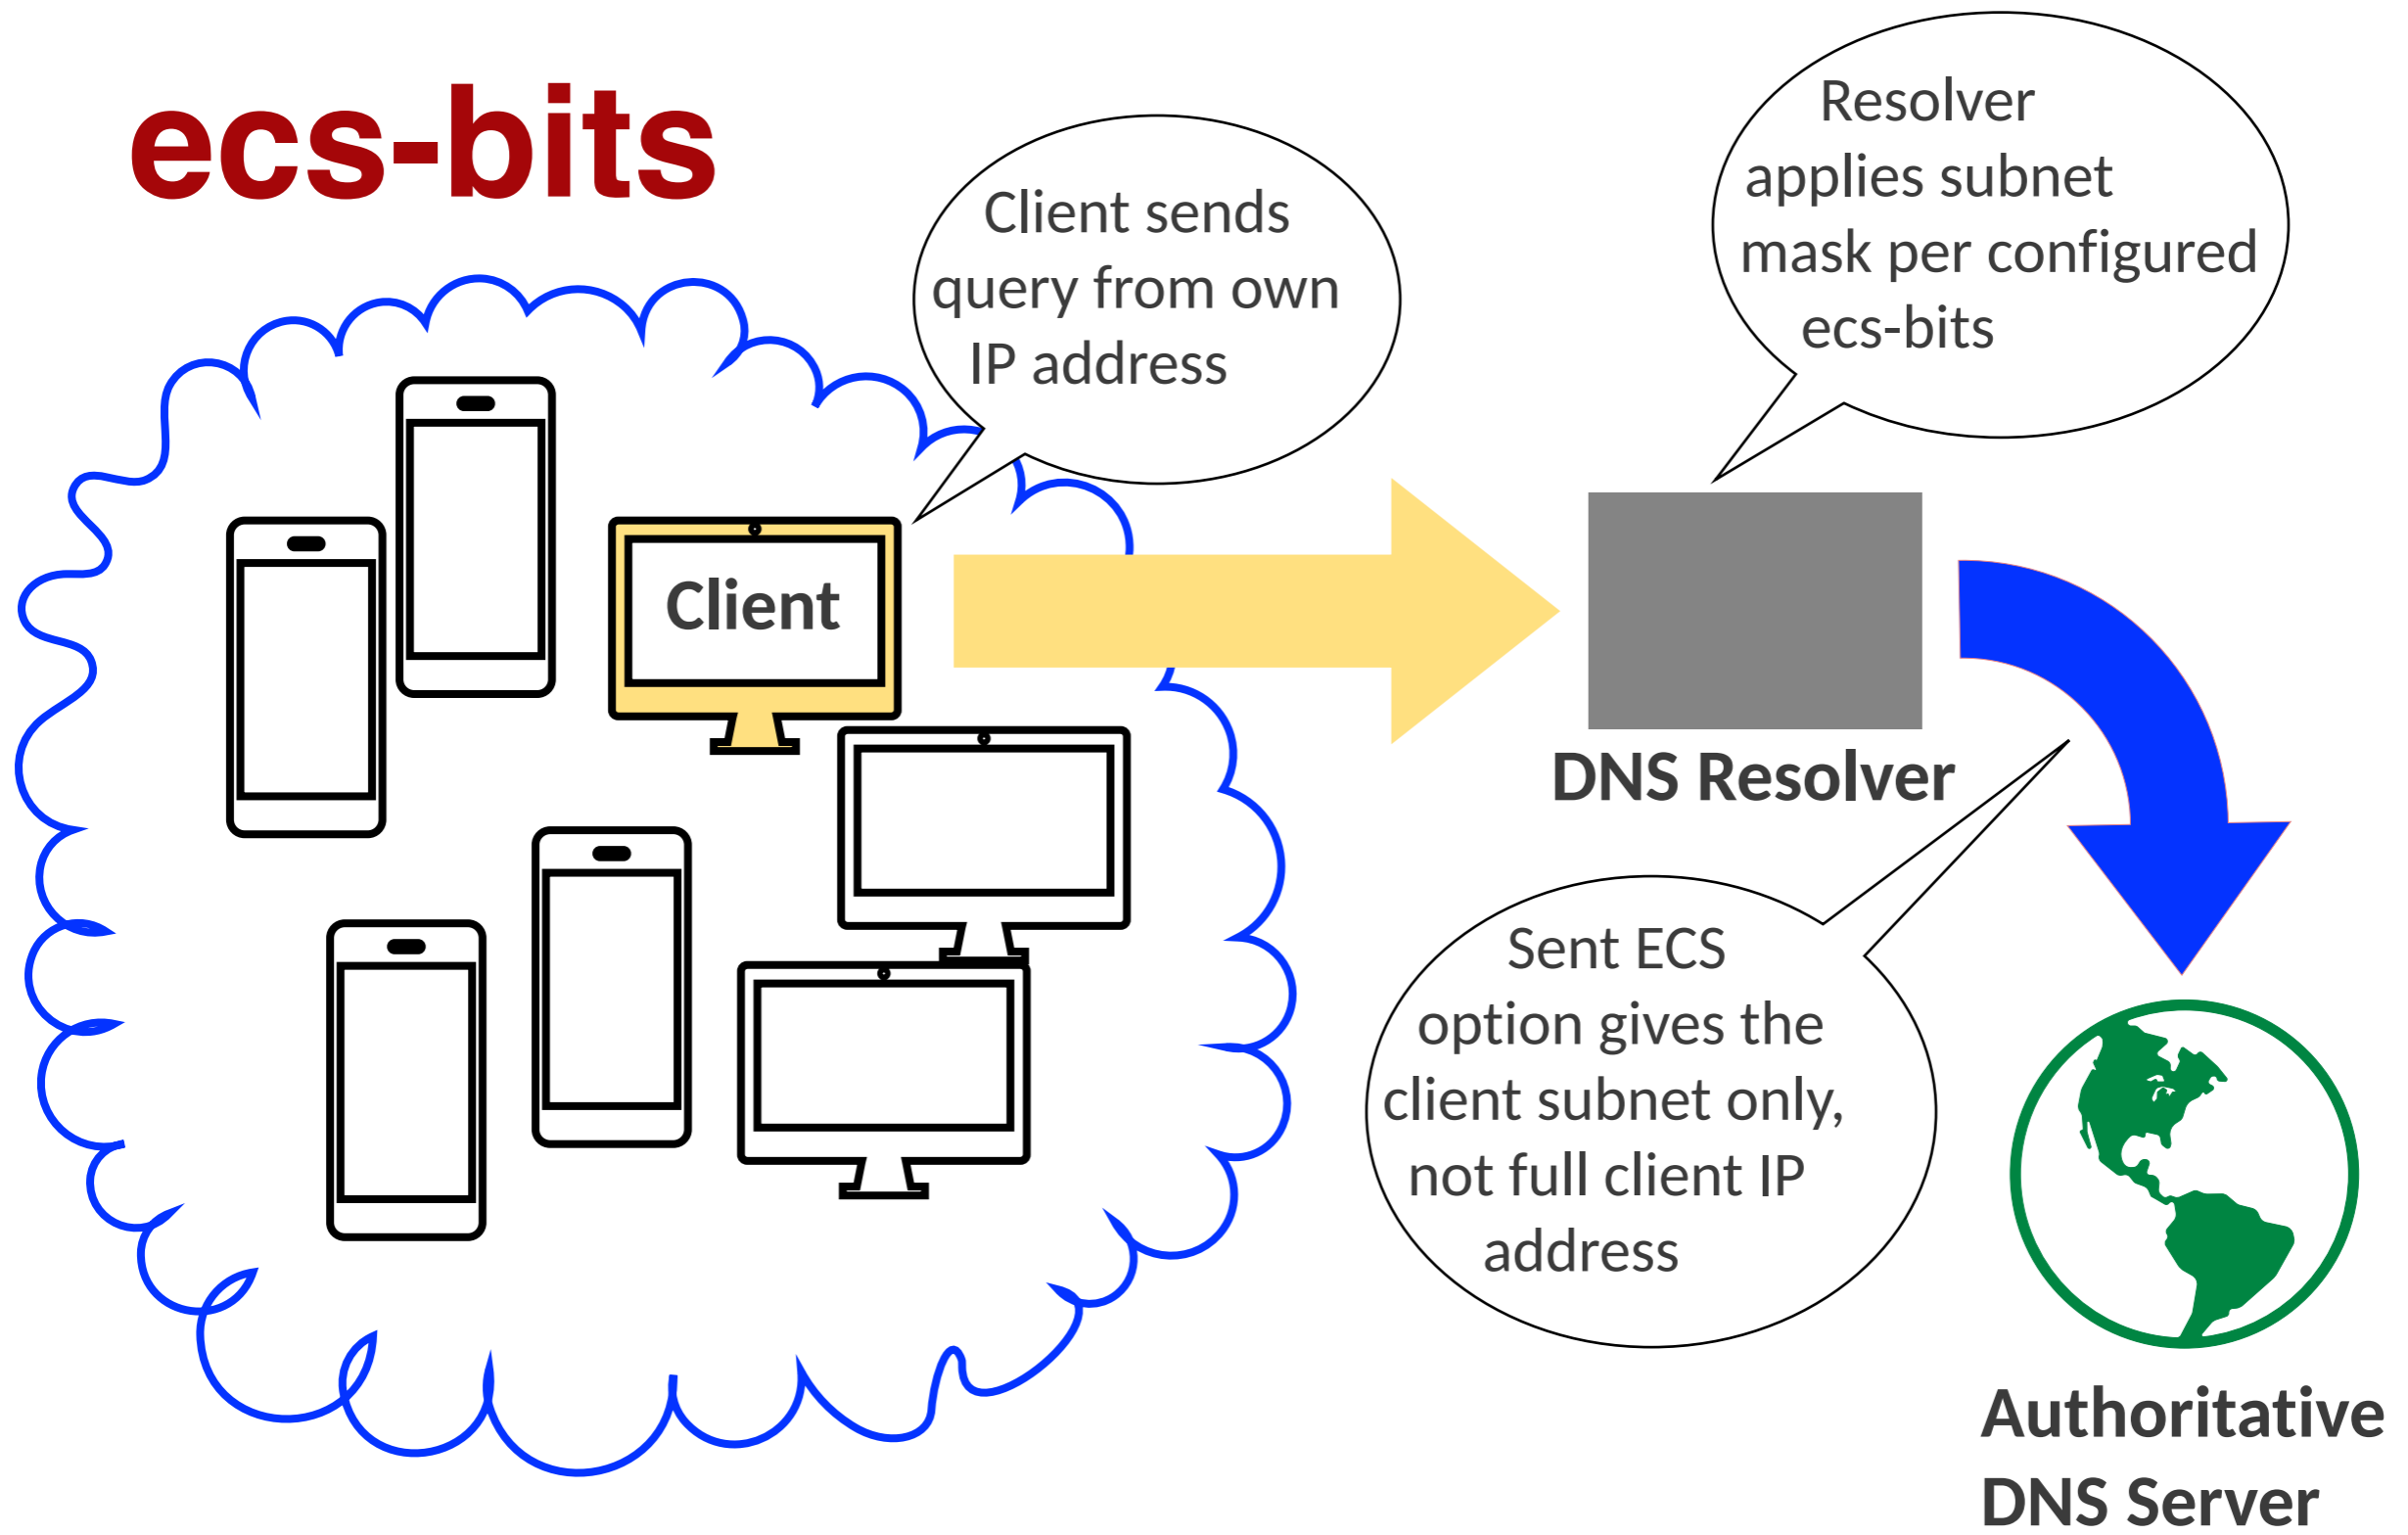 ecs-bits
Client sends
query from own
IP address
Resolver
applies subnet
mask per configured
ecs-bits
Client
DNS Resolver
Sent ECS
option gives the
client subnet only,
not full client IP
address
Authoritative
DNS Server